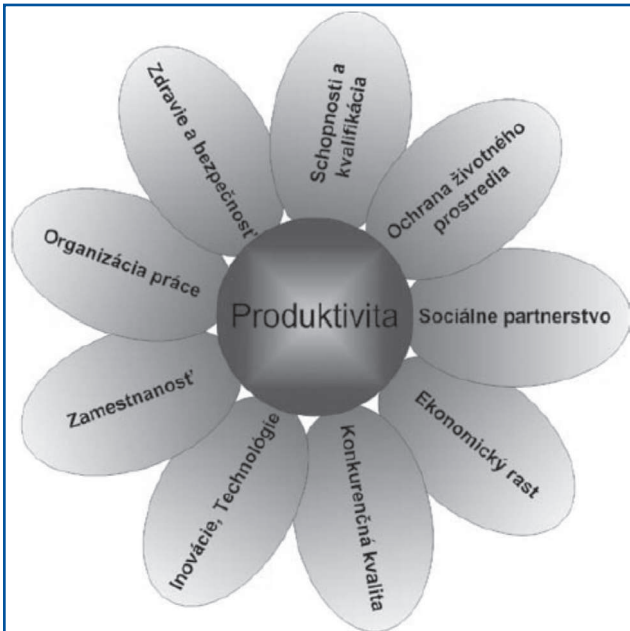 Schopnosti a
kvalifikácia
Ochrana životného
prostredia
Sociálne partnerstvo
Ekonomický rast
Konkurenčná kvalita
Inovácie, Technológie
Zamestnanosť
Organizácia práce
Zdravie a bezpečnosť
Produktivita